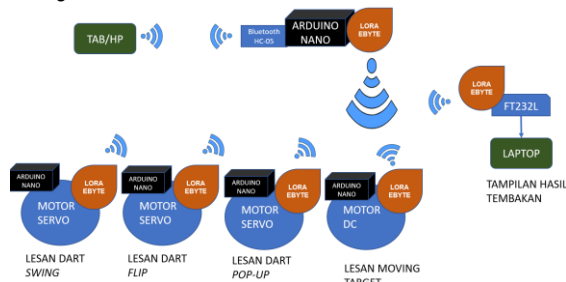 TAB/HP
Bluetooth
HC-05
ARDUINO
NANO
LORA
EBYTE
LORA
EBYTE
FT232L
LAPTOP
TAMPILAN HASIL
TEMBAKAN
ARDUINO
NANO
LORA
EBYTE
MOTOR
SERVO
LESAN DART
SWING
ARDUINO
NANO
LORA
EBYTE
MOTOR
SERVO
LESAN DART
FLIP
ARDUINO
NANO
LORA
EBYTE
MOTOR
SERVO
LESAN DART
POP-UP
ARDUINO
NANO
LORA
EBYTE
MOTOR
DC
LESAN MOVING
TARGET